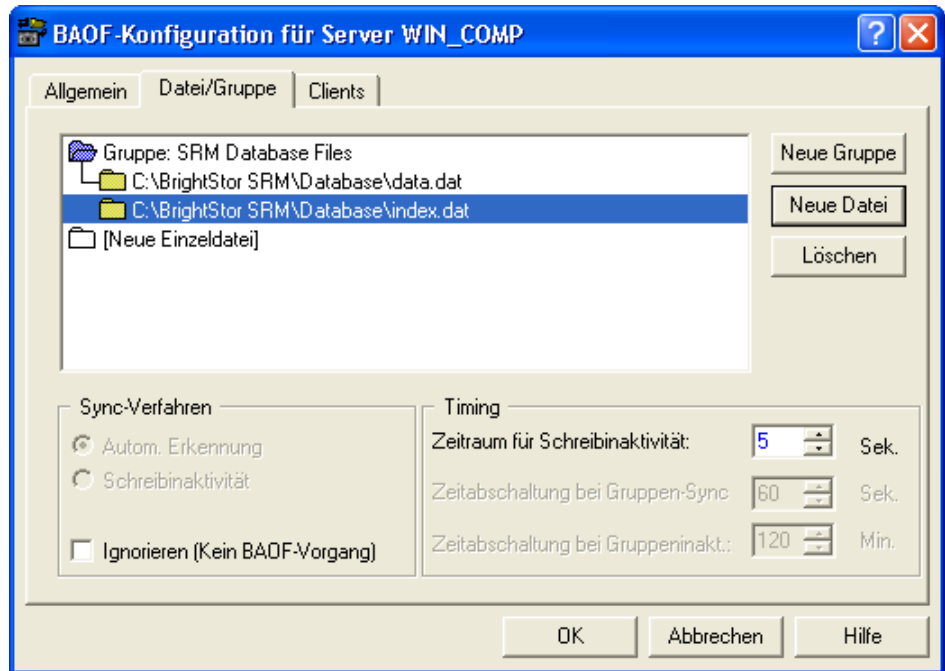 BAOF-Konfiguration für Server WIN_COMP
Allgemein Datei/Gruppe Clients
Gruppe: SRM Database Files
C:\BrightStor SRM\Database\data.dat
C:\BrightStor SRM\Database\index.dat
[Neue Einzeldatei]
Neue Gruppe
Neue Datei
Löschen
Sync-Verfahren
Autom. Erkennung
Schreibinaktivität
Ignorieren (Kein BAOF-Vorgang)
Timing
Zeitraum für Schreibinaktivität: 5 Sek.
Zeitabschaltung bei Gruppen-Sync 60 Sek.
Zeitabschaltung bei Gruppeninakt.: 120 Min.
OK Abbrechen Hilfe